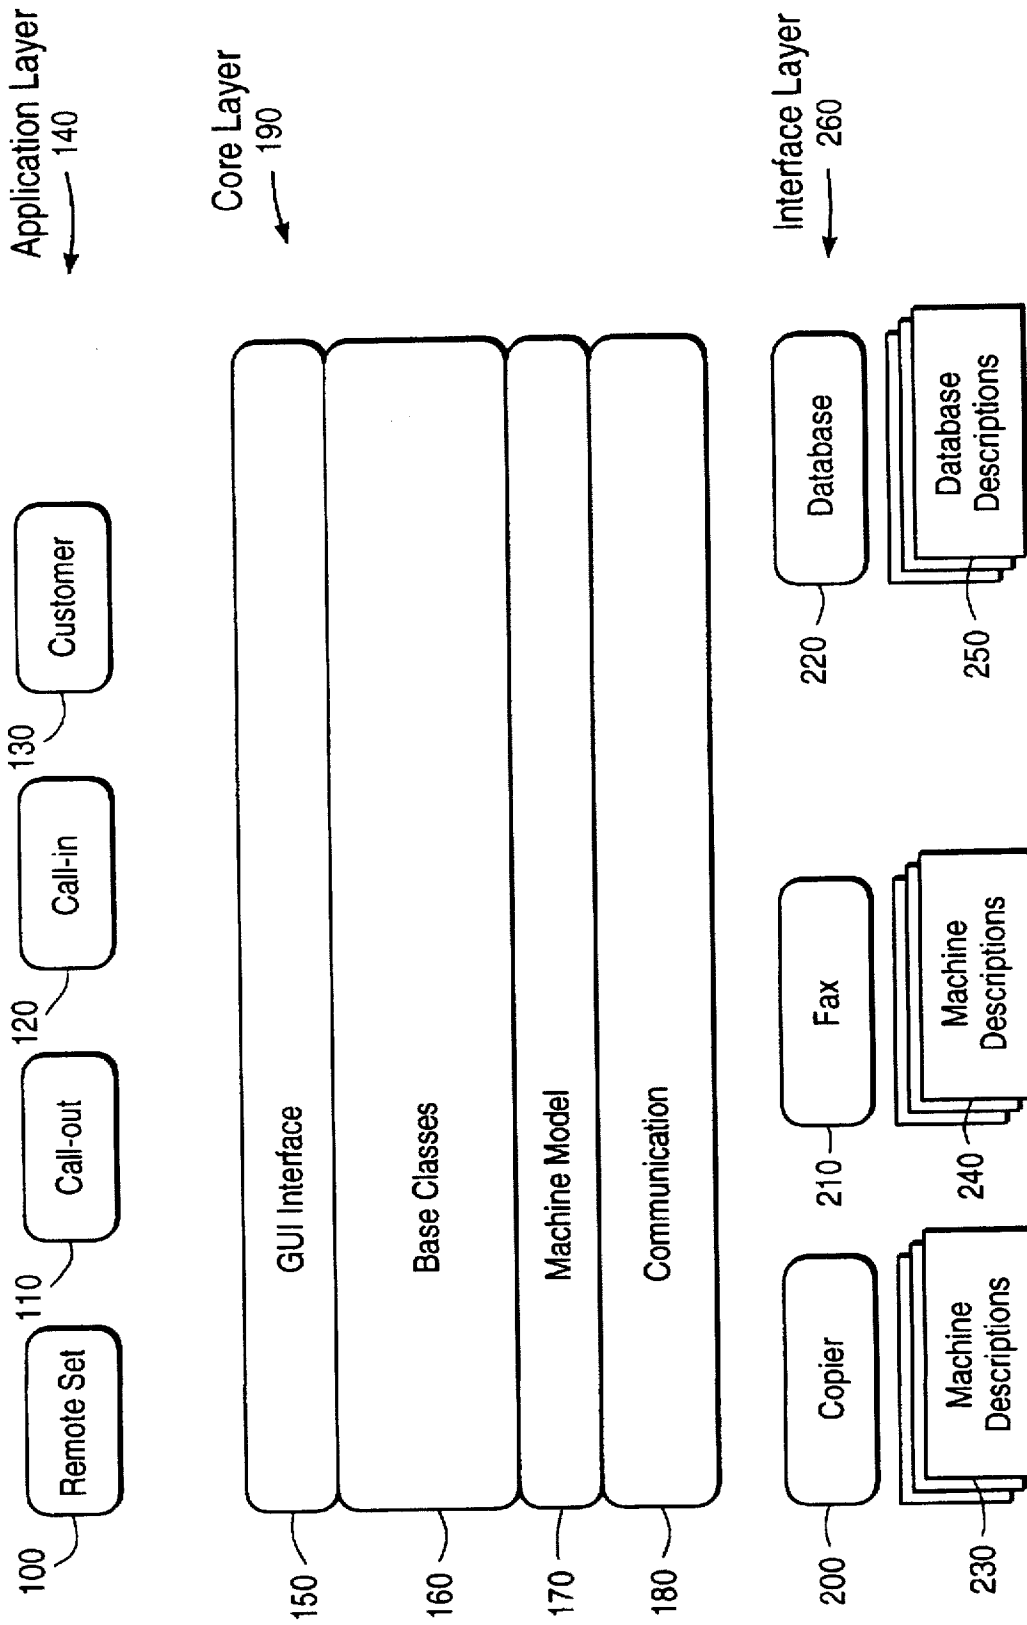 Application Layer
140
100
Remote Set
110
Call-out
120
Call-in
130
Customer
Core Layer
190
150
GUI Interface
160
Base Classes
170
Machine Model
180
Communication
Interface Layer
260
200
Copier
210
Fax
220
Database
230
Machine
Descriptions
240
Machine
Descriptions
250
Database
Descriptions